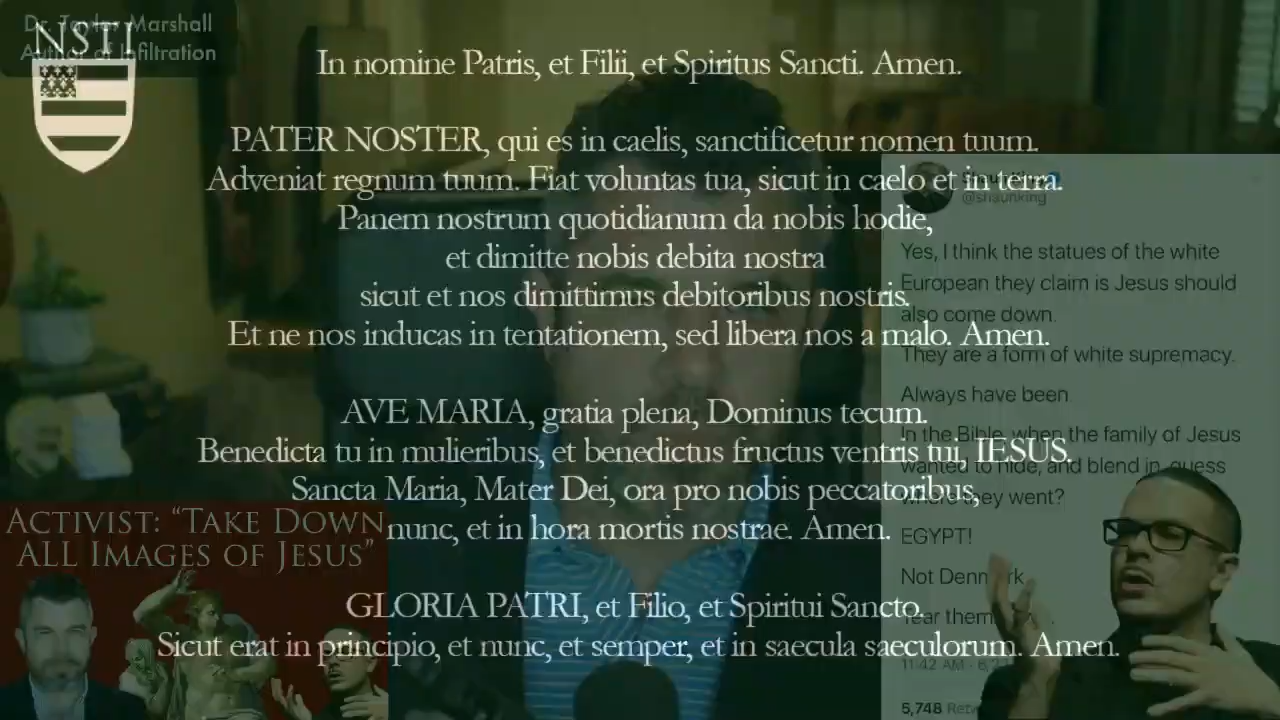 Dr. Taylor Marshall
Author of Infiltration
NSTI
In nomine Patris, et Filii, et Spiritus Sancti. Amen.
PATER NOSTER, qui es in caelis, sanctificetur nomen tuum.
Adveniat regnum tuum. Fiat voluntas tua, sicut in caelo et in terra.
Panem nostrum quotidianum da nobis hodie,
et dimitte nobis debita nostra
sicut et nos dimittimus debitoribus nostris.
Et ne nos inducas in tentationem, sed libera nos a malo. Amen.
AVE MARIA, gratia plena, Dominus tecum.
Benedicta tu in mulieribus, et benedictus fructus ventris tui, IESUS.
Sancta Maria, Mater Dei, ora pro nobis peccatoribus,
nunc, et in hora mortis nostrae. Amen.
GLORIA PATRI, et Filio, et Spiritui Sancto.
Sicut erat in principio, et nunc, et semper, et in saecula saeculorum. Amen.
@shaunking
Yes, I think the statues of the white
European they claim is Jesus should
also come down.
They are a form of white supremacy.
Always have been
In the Bible, when the family of Jesus
wanted to hide, and blend in, guess
where they went?
EGYPT!
Not Denmark
Tear them
11:42 AM
5,748
ACTIVIST: “TAKE DOWN
ALL IMAGES OF JESUS”